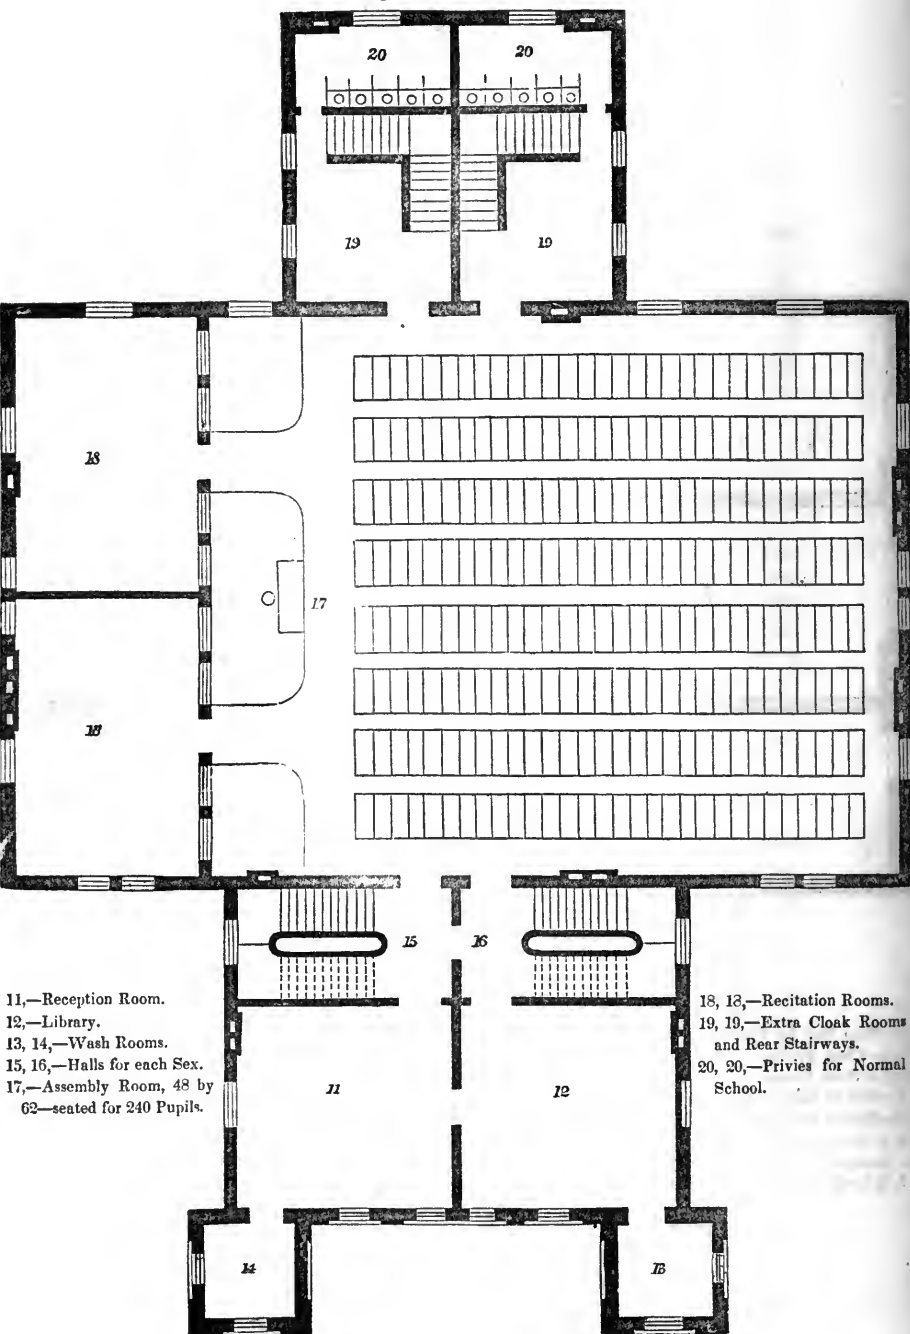 20
20
19
19
18
17
18
15
16
11,—Reception Room.
12,—Library.
13, 14,—Wash Rooms.
15, 16,—Halls for each Sex.
17,—Assembly Room, 48 by
62—seated for 240 Pupils.
18, 18,—Recitation Rooms.
19, 19,—Extra Cloak Rooms
and Rear Stairways.
20, 20,—Privies for Normal
School.
11
12
14
13